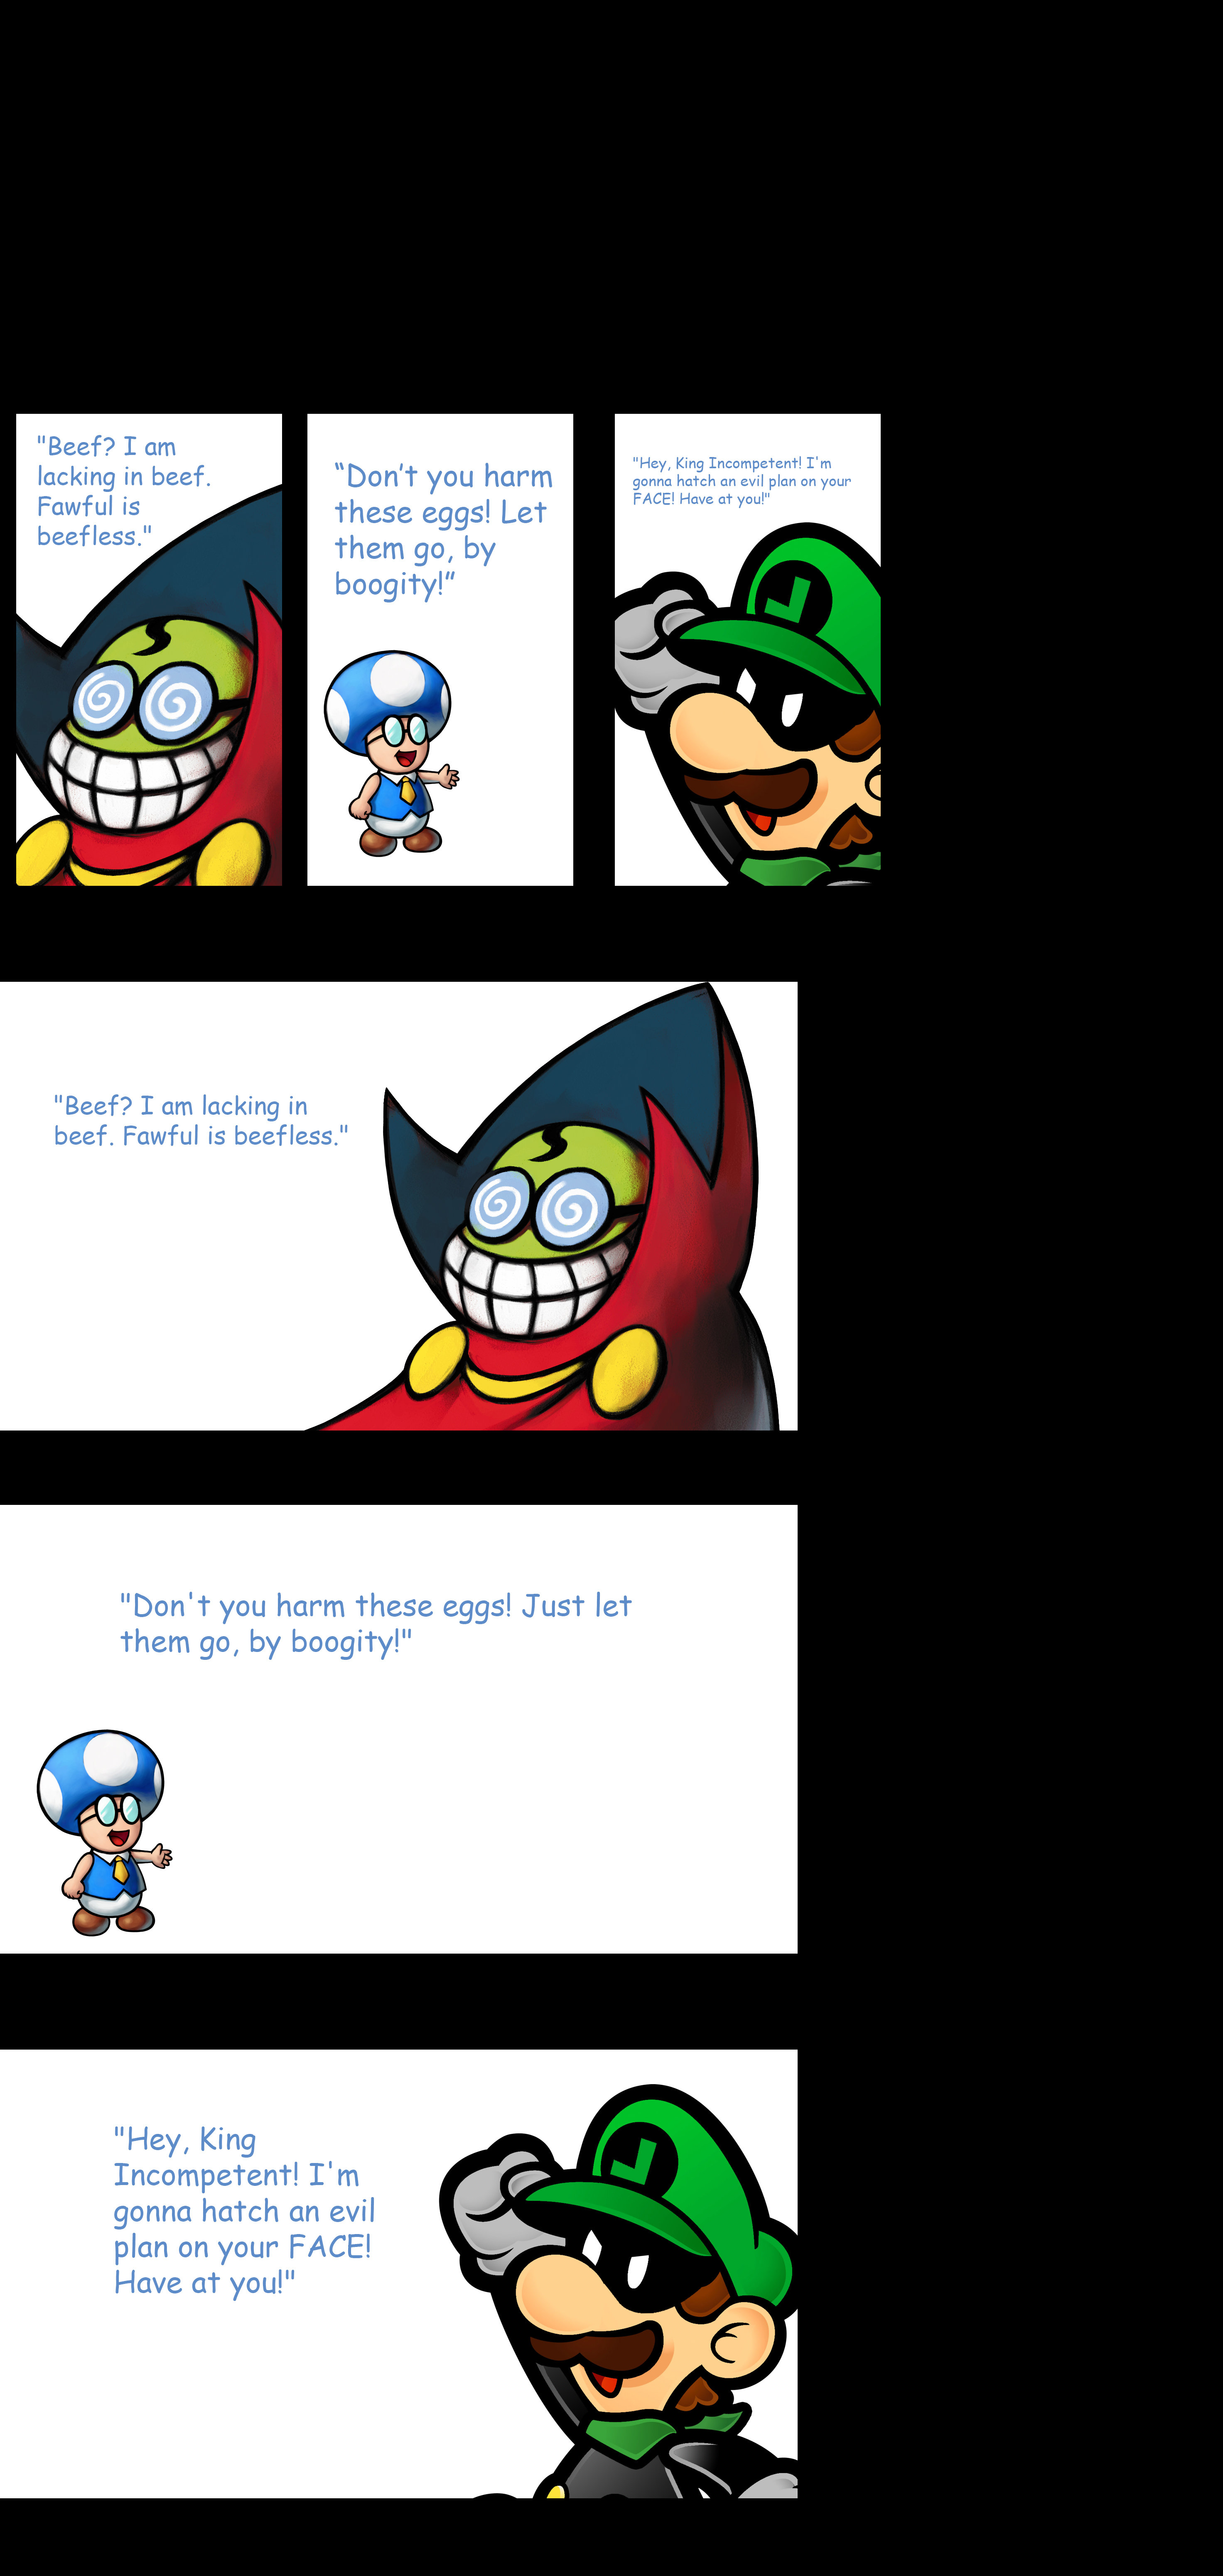 "Beef? I am
lacking in beef.
Fawful is
beefless."
“Don’t you harm
these eggs! Let
them go, by
boogity!”
"Hey, King Incompetent! I'm
gonna hatch an evil plan on your
FACE! Have at you!"
"Beef? I am lacking in
beef. Fawful is beefless."
"Don't you harm these eggs! Just let
them go, by boogity!"
"Hey, King
Incompetent! I'm
gonna hatch an evil
plan on your FACE!
Have at you!"